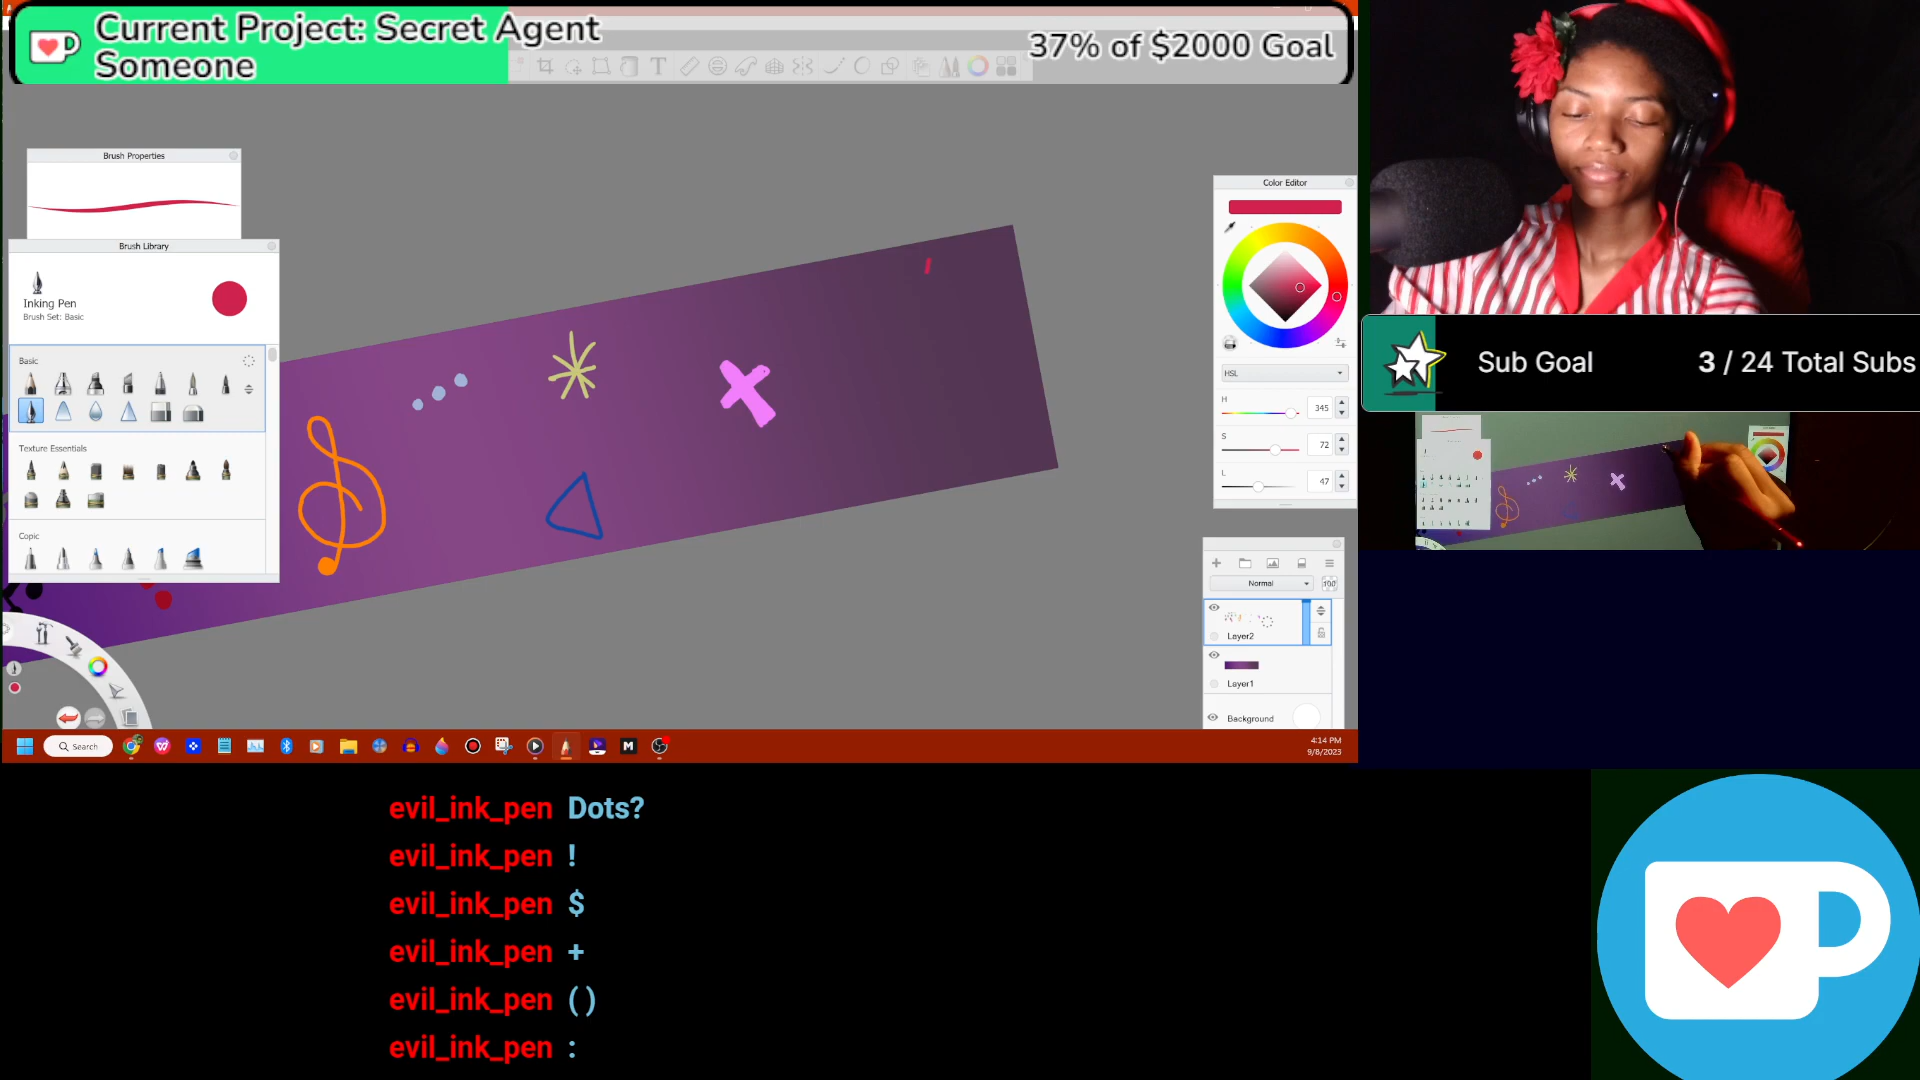 Current Project: Secret Agent
Someone
37% of $2000 Goal
Brush Properties
Brush Library
Inking Pen
Brush Set: Basic
Basic
Texture Essentials
Copic
Color Editor
HSL
H
345
S
72
L
47
Normal
100
Layer2
Layer1
Background
Search
4:14 PM
9/8/2023
Sub Goal
3 / 24 Total Subs
evil_ink_pen Dots?
evil_ink_pen !
evil_ink_pen $
evil_ink_pen +
evil_ink_pen ( )
evil_ink_pen :